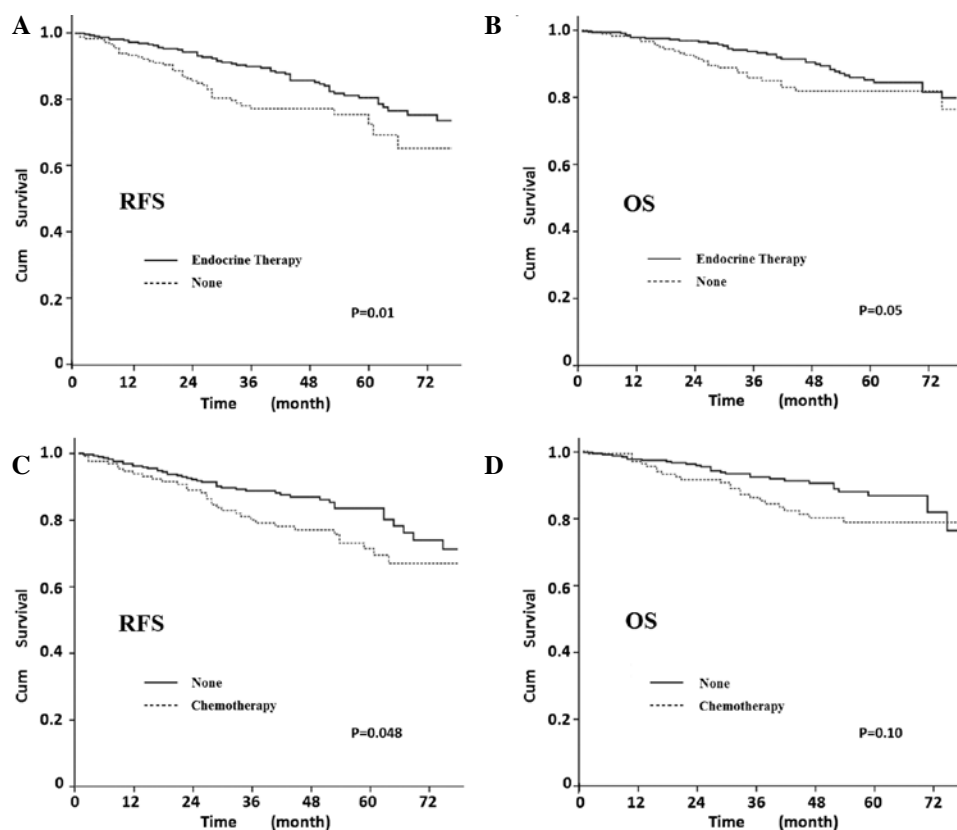 A
1.0
0.8
0.6
0.4
0.2
0
Cum Survival
RFS
Endocrine Therapy
None
P=0.01
0 12 24 36 48 60 72
Time (month)
B
1.0
0.8
0.6
0.4
0.2
0
Cum Survival
OS
Endocrine Therapy
None
P=0.05
0 12 24 36 48 60 72
Time (month)
C
1.0
0.8
0.6
0.4
0.2
0
Cum Survival
RFS
None
Chemotherapy
P=0.048
0 12 24 36 48 60 72
Time (month)
D
1.0
0.8
0.6
0.4
0.2
0
Cum Survival
OS
None
Chemotherapy
P=0.10
0 12 24 36 48 60 72
Time (month)